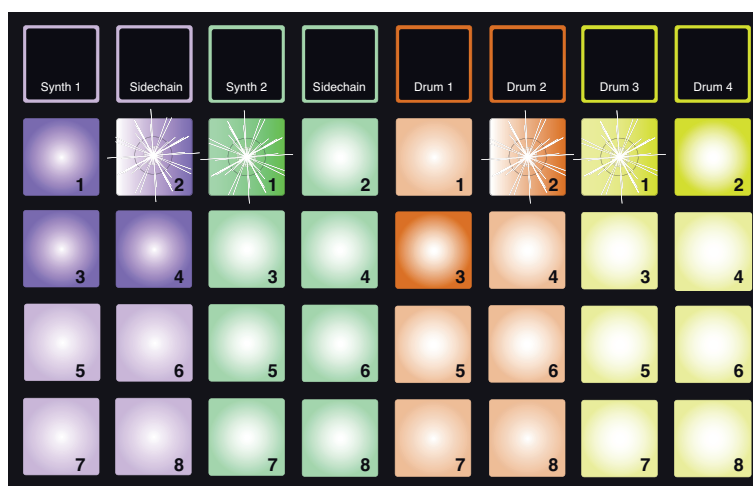 Synth 1 Sidechain Synth 2 Sidechain Drum 1 Drum 2 Drum 3 Drum 4
1 2 1 2 1 2 1 2
3 4 3 4 3 4 3 4
5 6 5 6 5 6 5 6
7 8 7 8 7 8 7 8